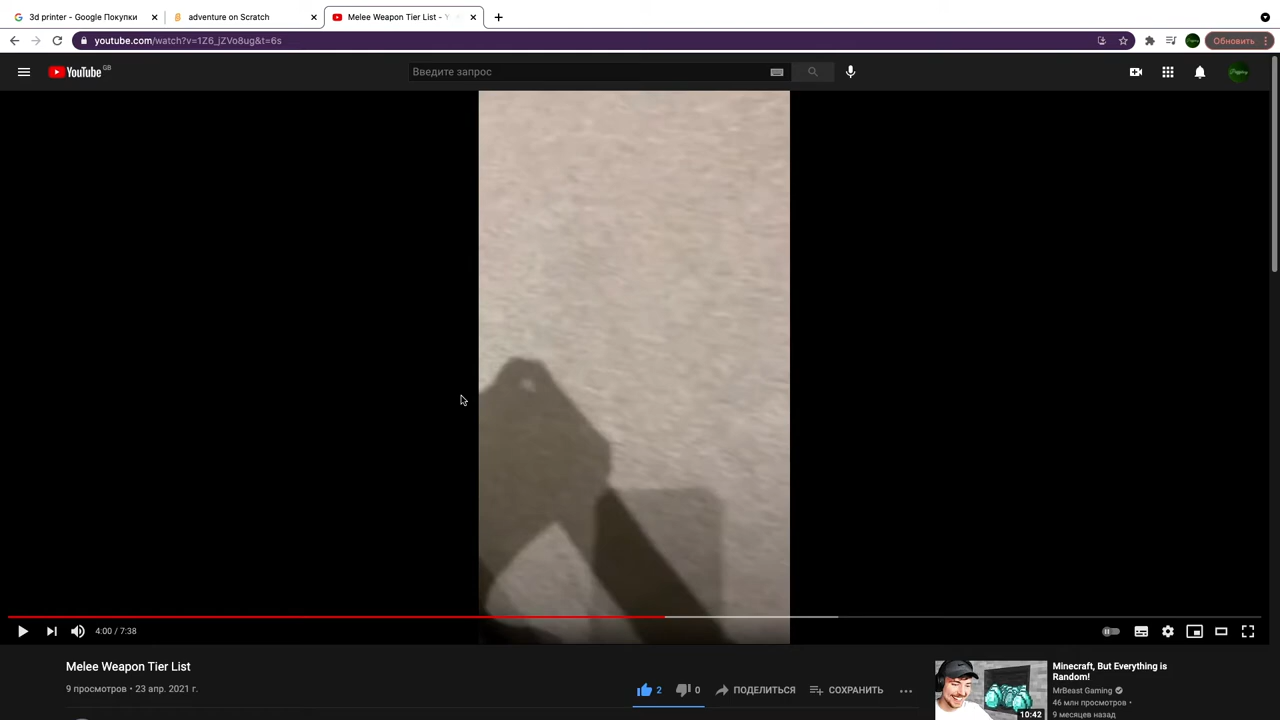 3d printer - Google Покупки
adventure on Scratch
Melee Weapon Tier List -
youtube.com/watch?v=1Z6_jZVo8ug&t=6s
Обновить
YouTube GB
Введите запрос
4:00 / 7:38
Melee Weapon Tier List
9 просмотров • 23 апр. 2021 г.
2
0
ПОДЕЛИТЬСЯ
СОХРАНИТЬ
Minecraft, But Everything is
Random!
MrBeast Gaming
46 млн просмотров •
9 месяцев назад
10:42